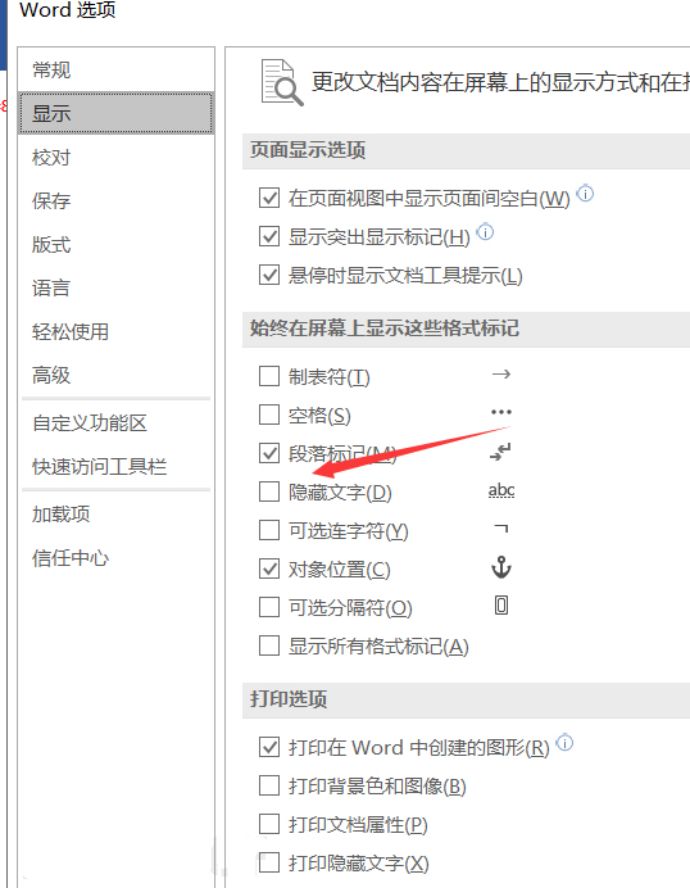 Word 选项
常规
显示
校对
保存
版式
语言
轻松使用
高级
自定义功能区
快速访问工具栏
加载项
信任中心
更改文档内容在屏幕上的显示方式和在
页面显示选项
在页面视图中显示页面间空白(W)
显示突出显示标记(H)
悬停时显示文档工具提示(L)
始终在屏幕上显示这些格式标记
制表符(T) →
空格(S) •••
段落标记(M)
隐藏文字(D) abc
可选连字符(Y) ¬
对象位置(C)
可选分隔符(O)
显示所有格式标记(A)
打印选项
打印在 Word 中创建的图形(R)
打印背景色和图像(B)
打印文档属性(P)
打印隐藏文字(X)